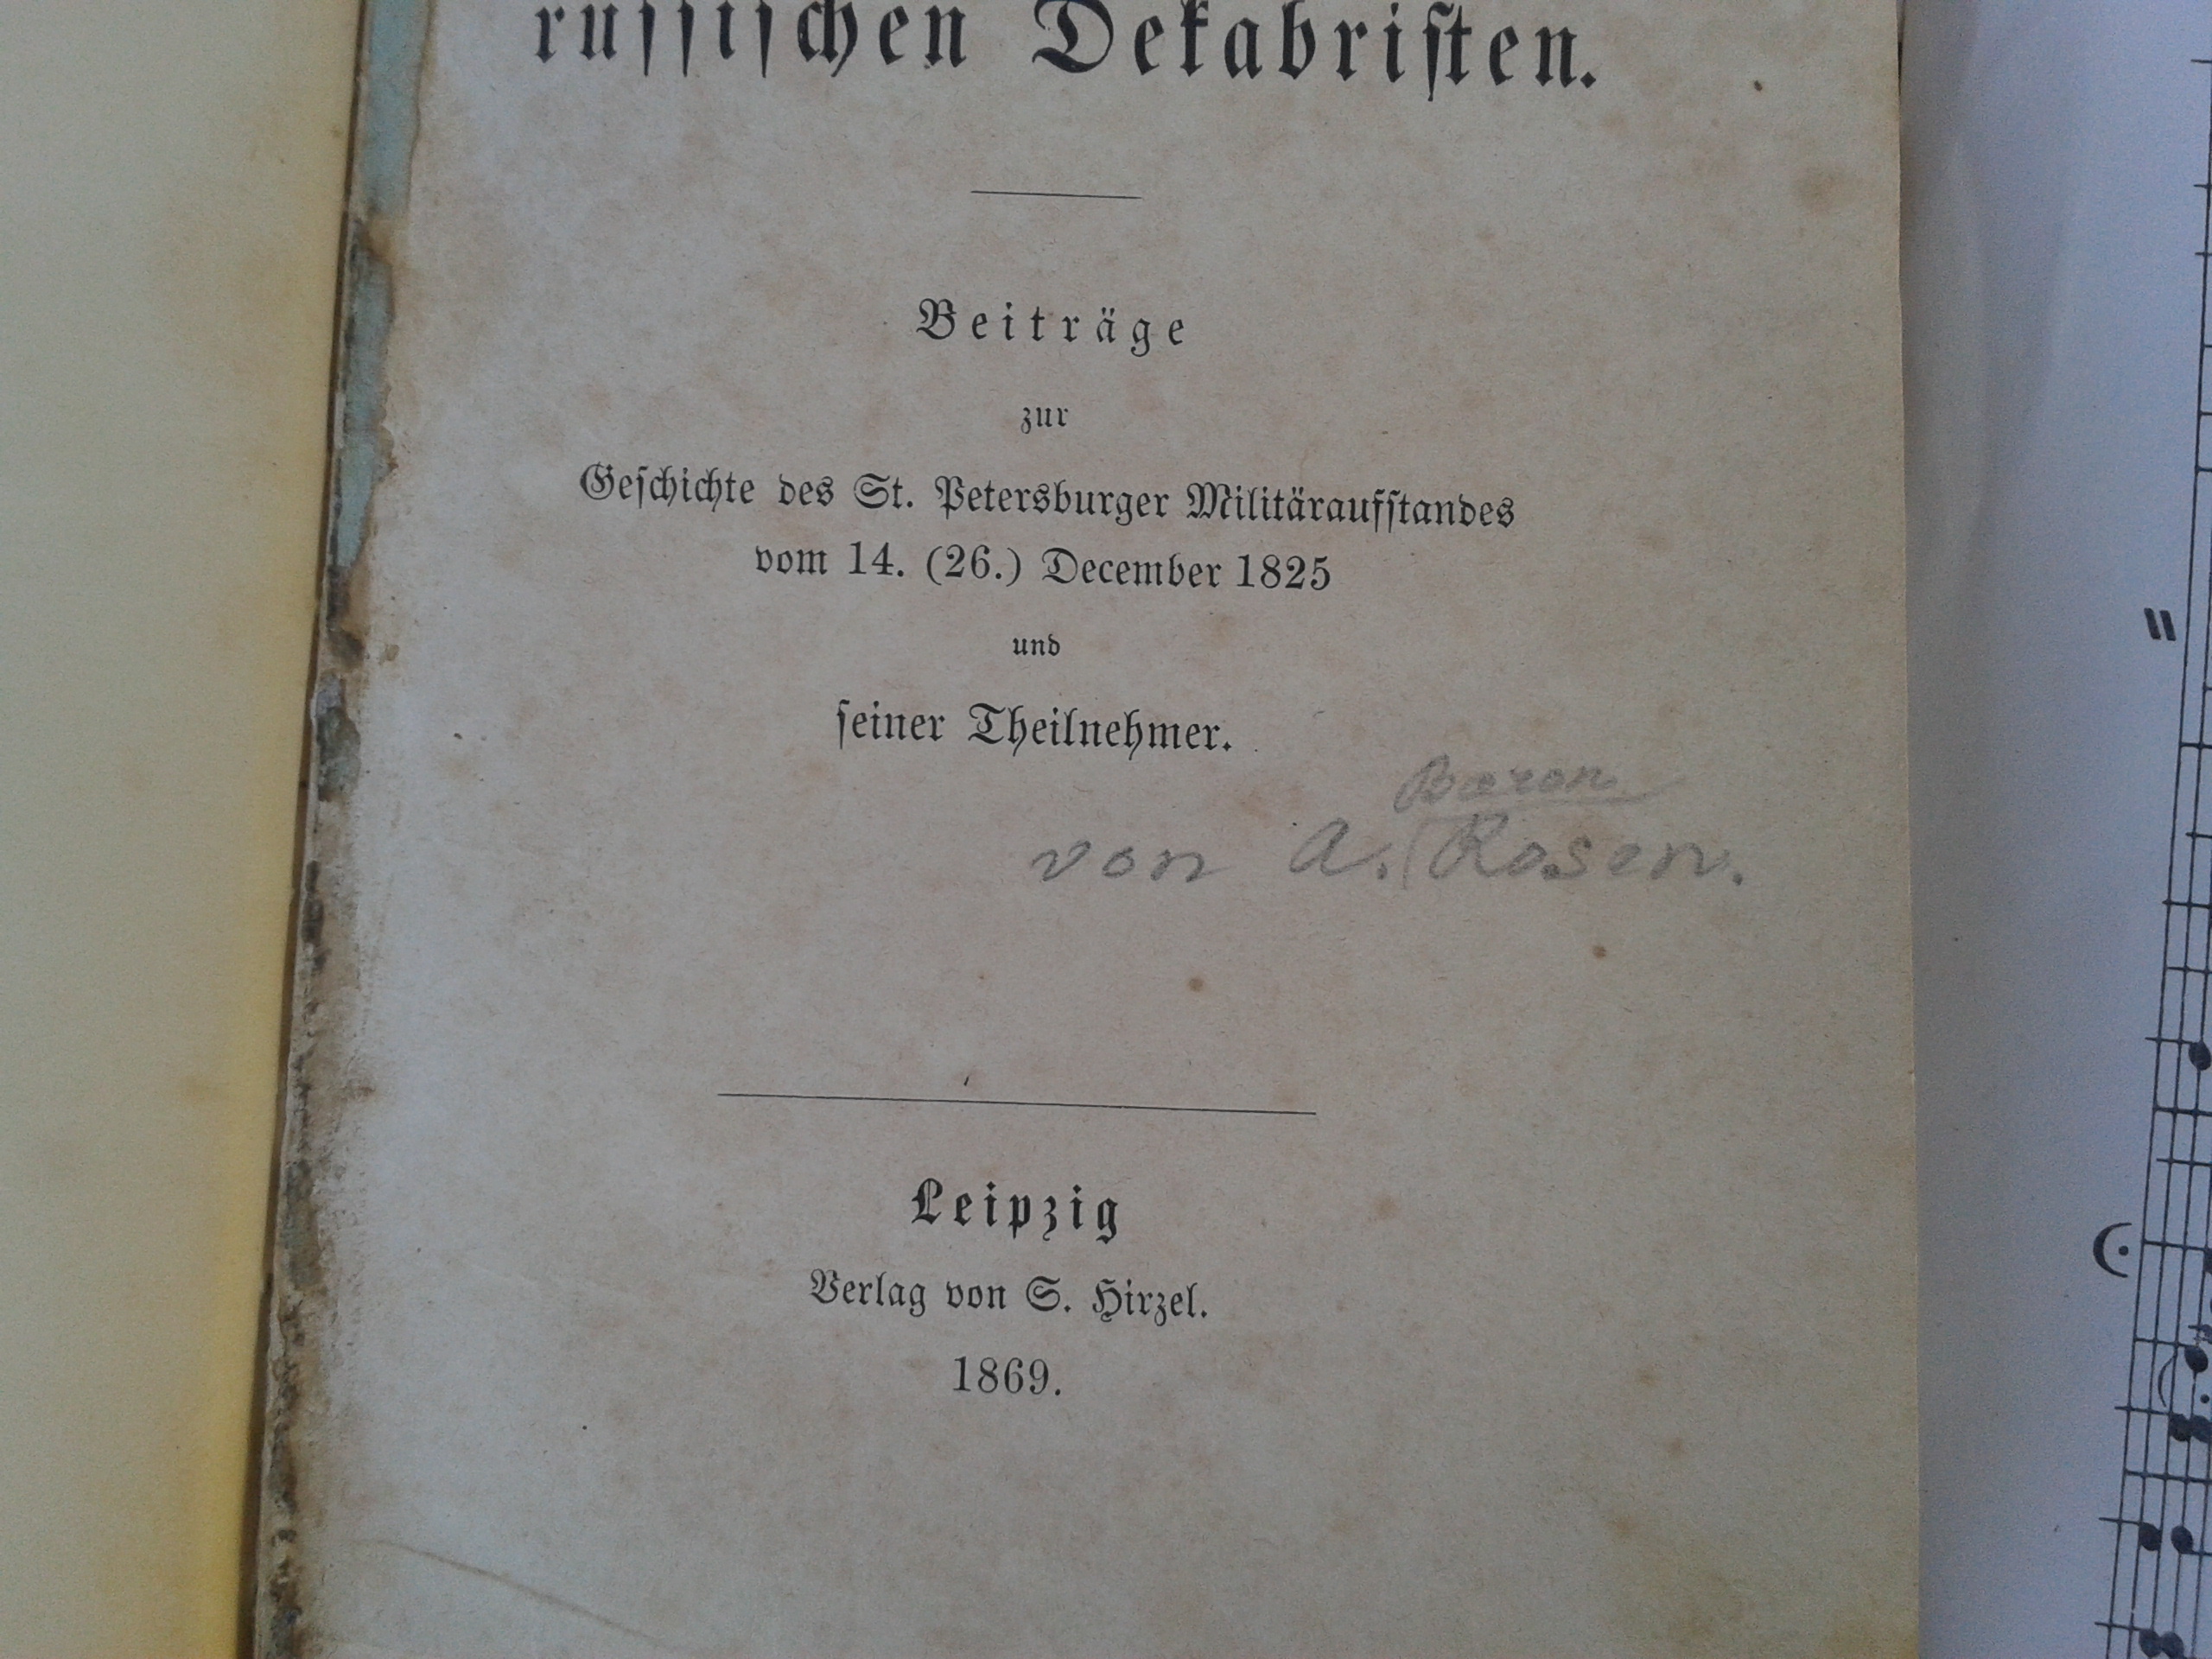 russischen Dekabristen.
Beiträge
zur
Geschichte des St. Petersburger Militäraufstandes
vom 14. (26.) December 1825
und
seiner Theilnehmer.
Baron
von A. Rosen.
Leipzig
Verlag von S. Hirzel.
1869.